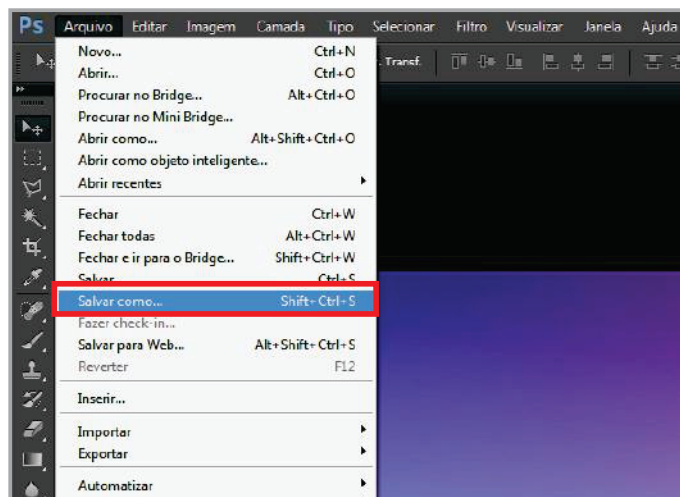 Ps Arquivo Editar Imagem Camada Tipo Selecionar Filtro Visualizar Janela Ajuda
Transf.
Novo... Ctrl+N
Abrir... Ctrl+O
Procurar no Bridge... Alt+Ctrl+O
Procurar no Mini Bridge...
Abrir como... Alt+Shift+Ctrl+O
Abrir como objeto inteligente...
Abrir recentes
Fechar Ctrl+W
Fechar todas Alt+Ctrl+W
Fechar e ir para o Bridge... Shift+Ctrl+W
Salvar Ctrl+S
Salvar como... Shift+Ctrl+S
Fazer check-in...
Salvar para Web... Alt+Shift+Ctrl+S
Reverter F12
Inserir...
Importar
Exportar
Automatizar